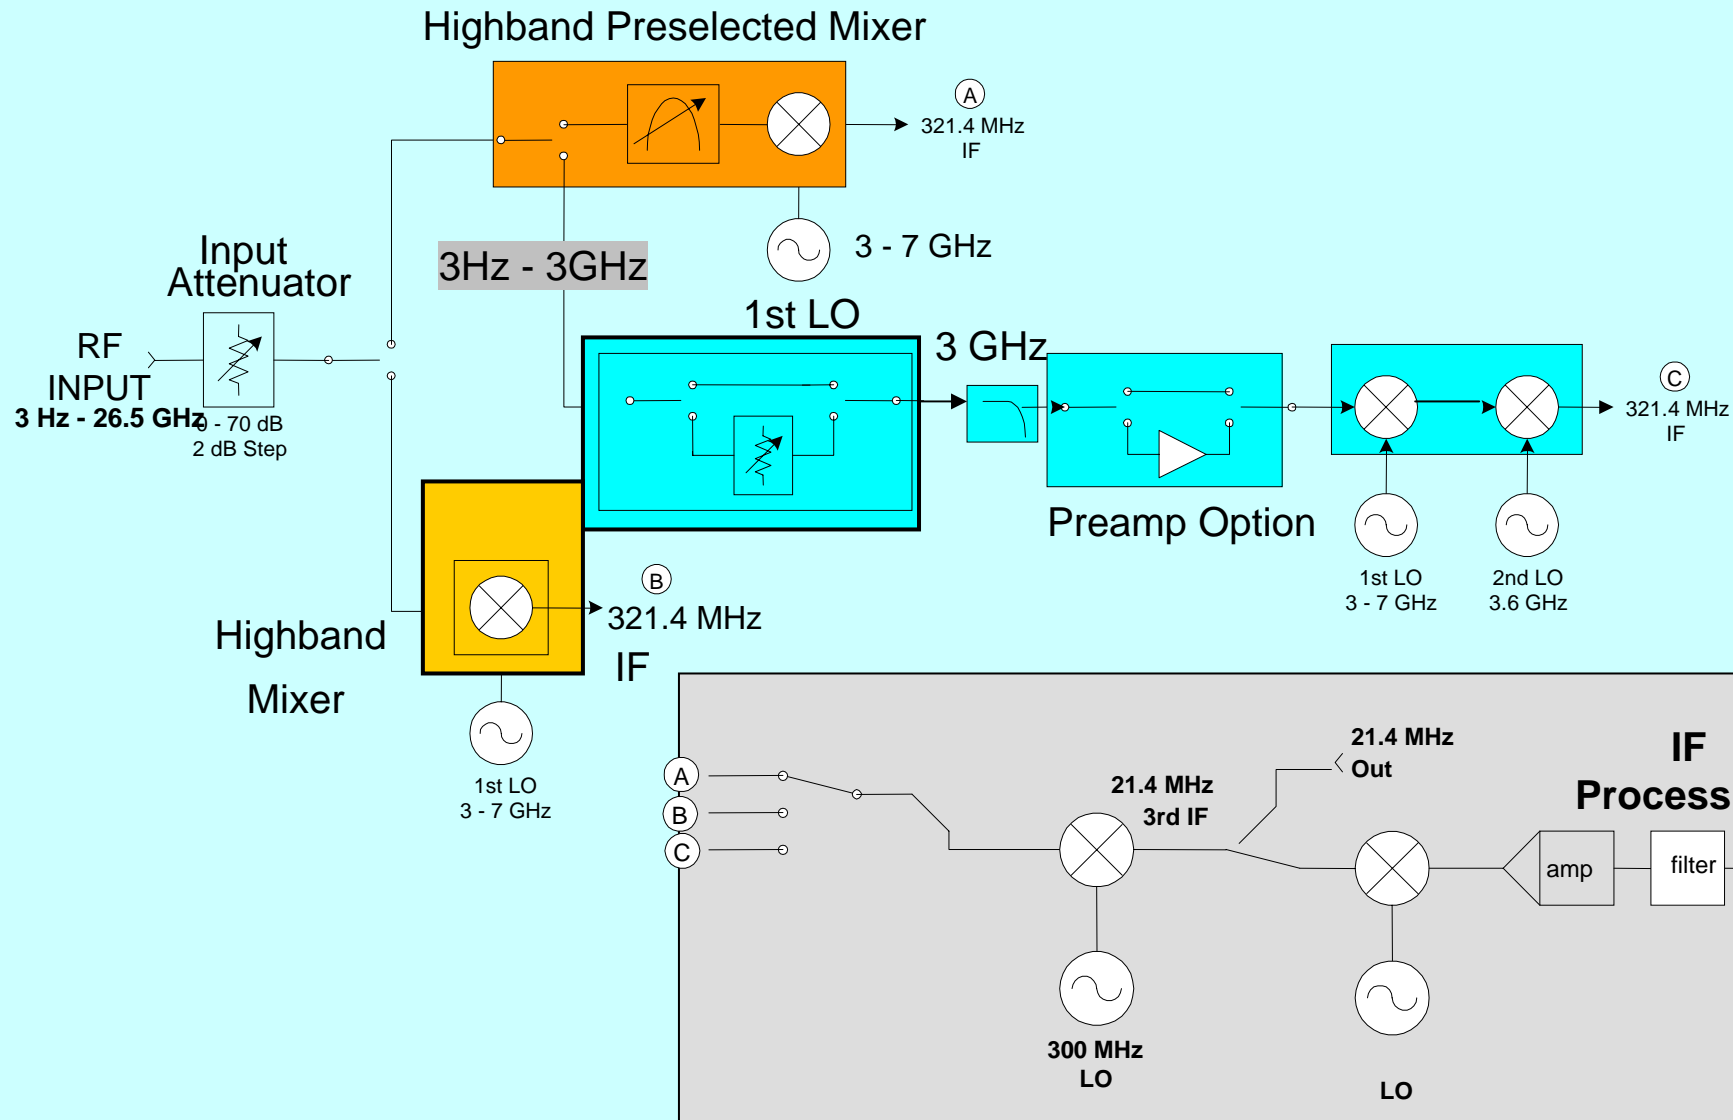 Highband Preselected Mixer
A
321.4 MHz
IF
3 - 7 GHz
1st LO
3Hz - 3GHz
Input
Attenuator
RF
INPUT
3 Hz - 26.5 GHz
0 - 70 dB
2 dB Step
3 GHz
Preamp Option
C
321.4 MHz
IF
1st LO
3 - 7 GHz
2nd LO
3.6 GHz
B
321.4 MHz
IF
Highband
Mixer
1st LO
3 - 7 GHz
A
B
C
21.4 MHz
3rd IF
21.4 MHz
Out
IF
Process
amp
filter
300 MHz
LO
LO